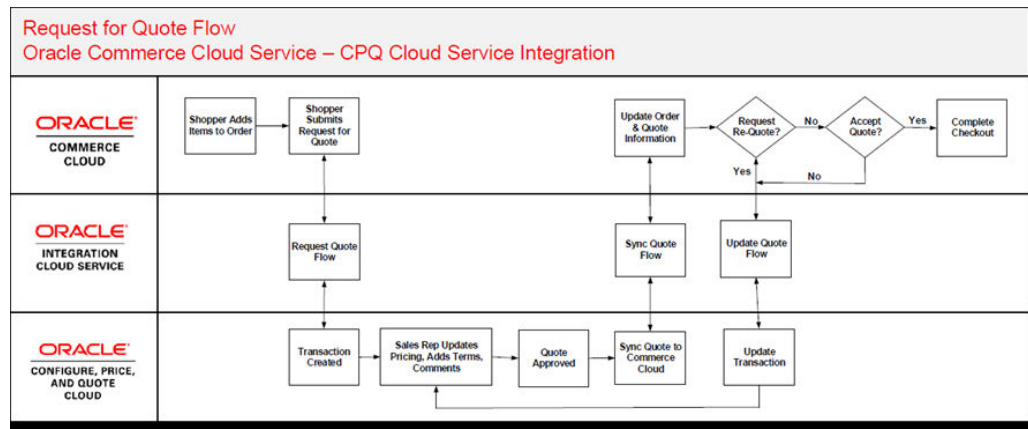 Request for Quote Flow
Oracle Commerce Cloud Service – CPQ Cloud Service Integration
ORACLE®
COMMERCE
CLOUD
Shopper Adds
Items to Order
Shopper
Submits
Request for
Quote
Update Order
& Quote
Information
Request
Re-Quote?
No
Accept
Quote?
Yes
Complete
Checkout
Yes
No
ORACLE®
INTEGRATION
CLOUD SERVICE
Request Quote
Flow
Sync Quote
Flow
Update Quote
Flow
ORACLE®
CONFIGURE, PRICE,
AND QUOTE
CLOUD
Transaction
Created
Sales Rep Updates
Pricing, Adds Terms,
Comments
Quote
Approved
Sync Quote to
Commerce
Cloud
Update
Transaction